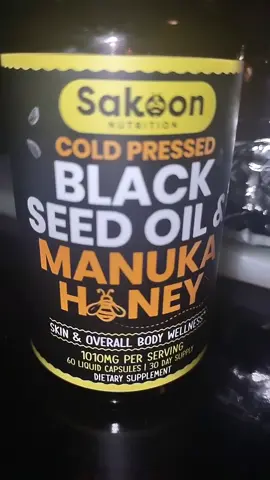 Sakoon
NUTRITION
COLD PRESSED
BLACK
SEED OIL &
MANUKA
HONEY
SKIN & OVERALL BODY WELLNESS
1010MG PER SERVING
60 LIQUID CAPSULES | 30 DAY SUPPLY
DIETARY SUPPLEMENT